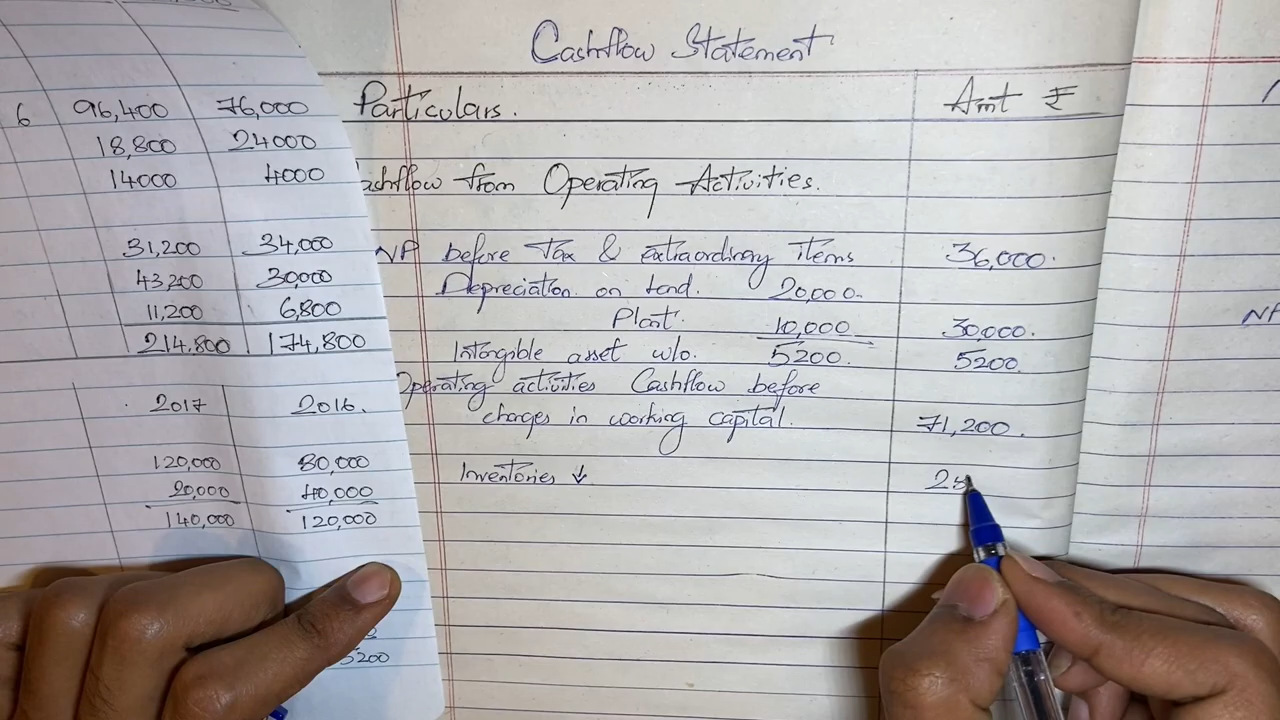 6 96,400 76,000
18,800 24000
14000 4000
31,200 34,000
43,200 30,000
11,200 6,800
214,800 174,800
2017 2016.
120,000 80,000
20,000 40,000
140,000 120,000
5200
Cashflow Statement
Particulars. Amt ₹
ashflow from Operating Activities.
NP before Tax & extraordinary items 36,000.
Depreciation on land. 20,000.
Plant. 10,000 30,000.
Intangible asset w/o. 5200. 5200
Operating activities Cashflow before
charges in working capital. 71,200.
Inventories ↓ 28